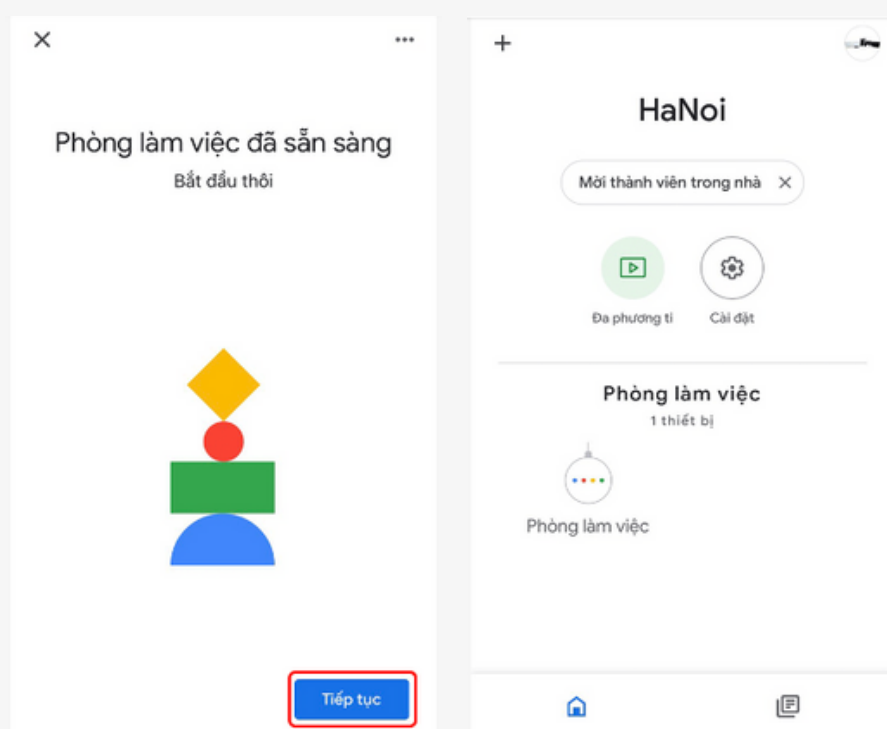 Phòng làm việc đã sẵn sàng
Bắt đầu thôi
Tiếp tục
HaNoi
Mời thành viên trong nhà
Đa phương ti
Cài đặt
Phòng làm việc
1 thiết bị
Phòng làm việc